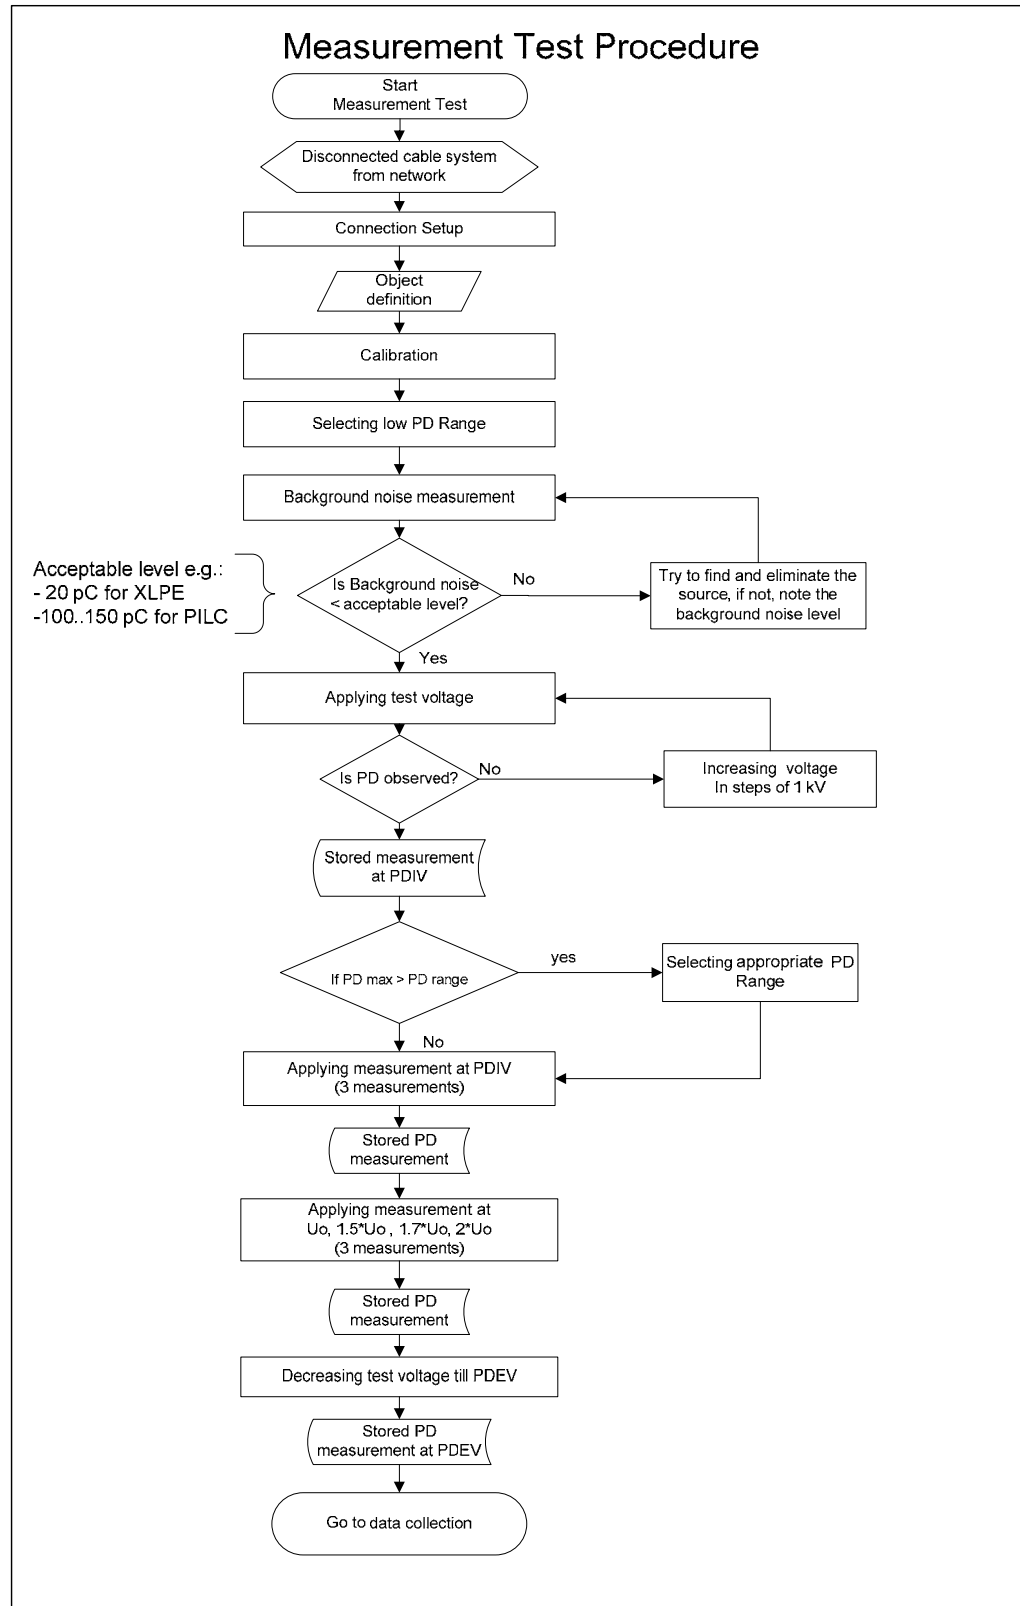 Measurement Test Procedure
Start
Measurement Test
Disconnected cable system
from network
Connection Setup
Object
definition
Calibration
Selecting low PD Range
Background noise measurement
Acceptable level e.g.:
- 20 pC for XLPE
-100..150 pC for PILC
Is Background noise
< acceptable level?
No
Try to find and eliminate the
source, if not, note the
background noise level
Yes
Applying test voltage
Is PD observed?
No
Increasing voltage
In steps of 1 kV
Stored measurement
at PDIV
If PD max > PD range
yes
Selecting appropriate PD
Range
No
Applying measurement at PDIV
(3 measurements)
Stored PD
measurement
Applying measurement at
Uo, 1.5*Uo , 1.7*Uo, 2*Uo
(3 measurements)
Stored PD
measurement
Decreasing test voltage till PDEV
Stored PD
measurement at PDEV
Go to data collection